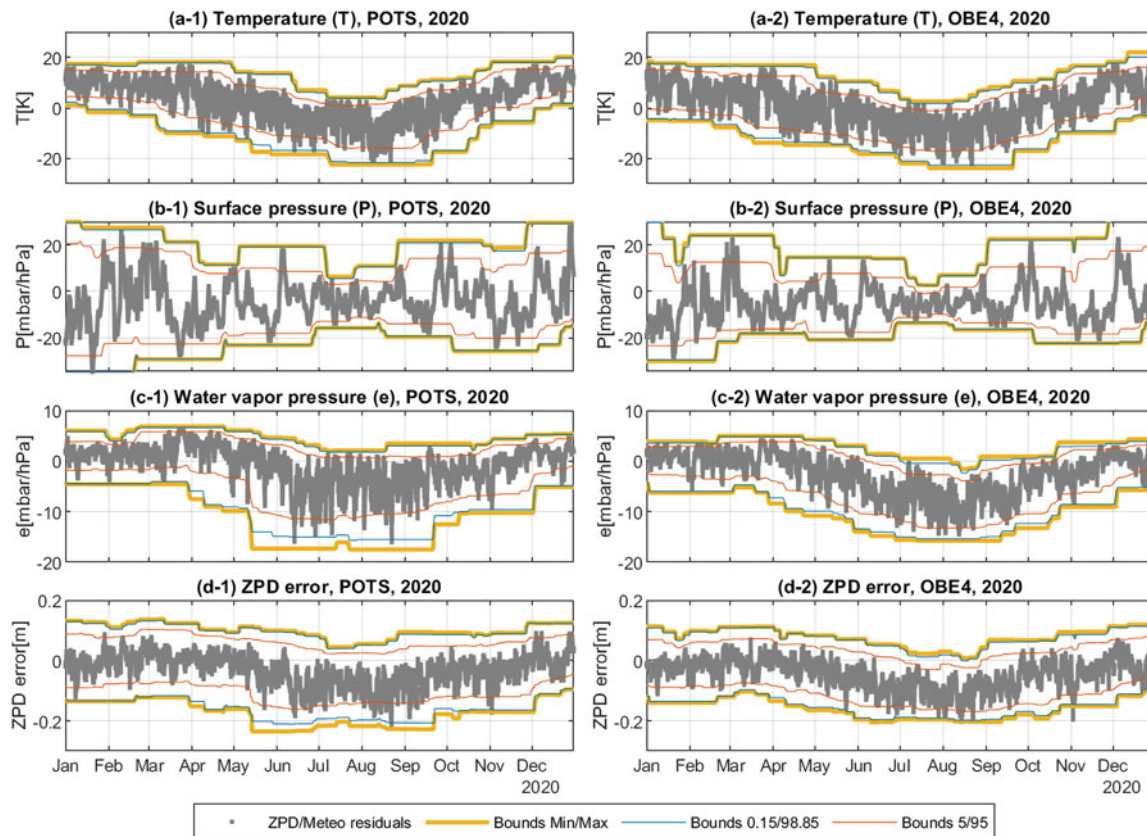 (a-1) Temperature (T), POTS, 2020
(a-2) Temperature (T), OBE4, 2020
T[K]
20
0
-20
T[K]
20
0
-20
(b-1) Surface pressure (P), POTS, 2020
(b-2) Surface pressure (P), OBE4, 2020
P[mbar/hPa]
20
0
-20
P[mbar/hPa]
20
0
-20
(c-1) Water vapor pressure (e), POTS, 2020
(c-2) Water vapor pressure (e), OBE4, 2020
e[mbar/hPa]
10
0
-10
-20
e[mbar/hPa]
10
0
-10
-20
(d-1) ZPD error, POTS, 2020
(d-2) ZPD error, OBE4, 2020
ZPD error[m]
0.2
0
-0.2
ZPD error[m]
0.2
0
-0.2
Jan Feb Mar Apr May Jun Jul Aug Sep Oct Nov Dec
2020
Jan Feb Mar Apr May Jun Jul Aug Sep Oct Nov Dec
2020
ZPD/Meteo residuals Bounds Min/Max Bounds 0.15/98.85 Bounds 5/95